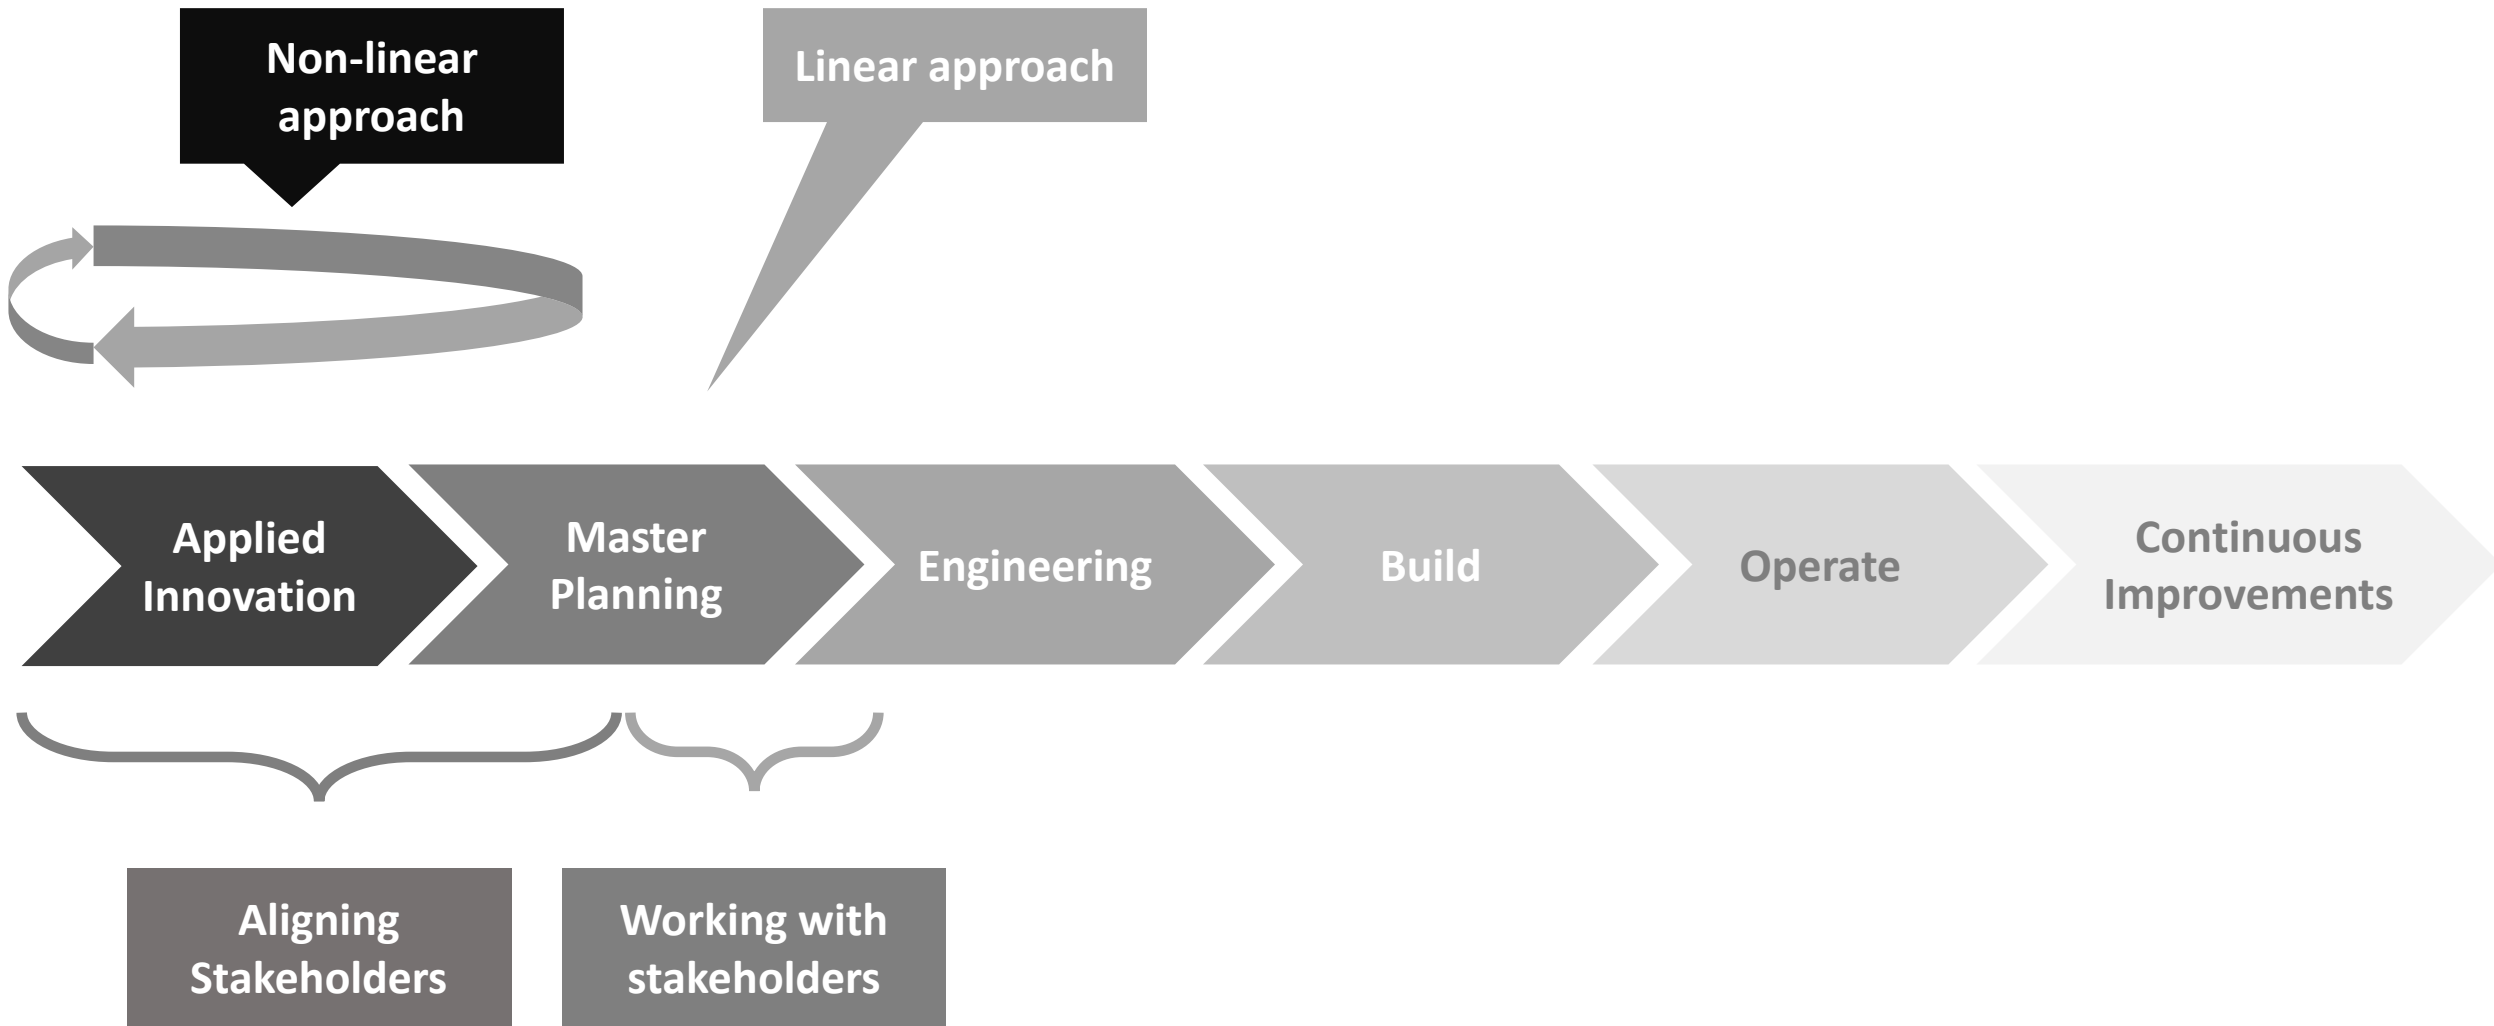 Non-linear
approach
Linear approach
Applied
Innovation
Master
Planning
Engineering
Build
Operate
Continuous
Improvements
Aligning
Stakeholders
Working with
stakeholders